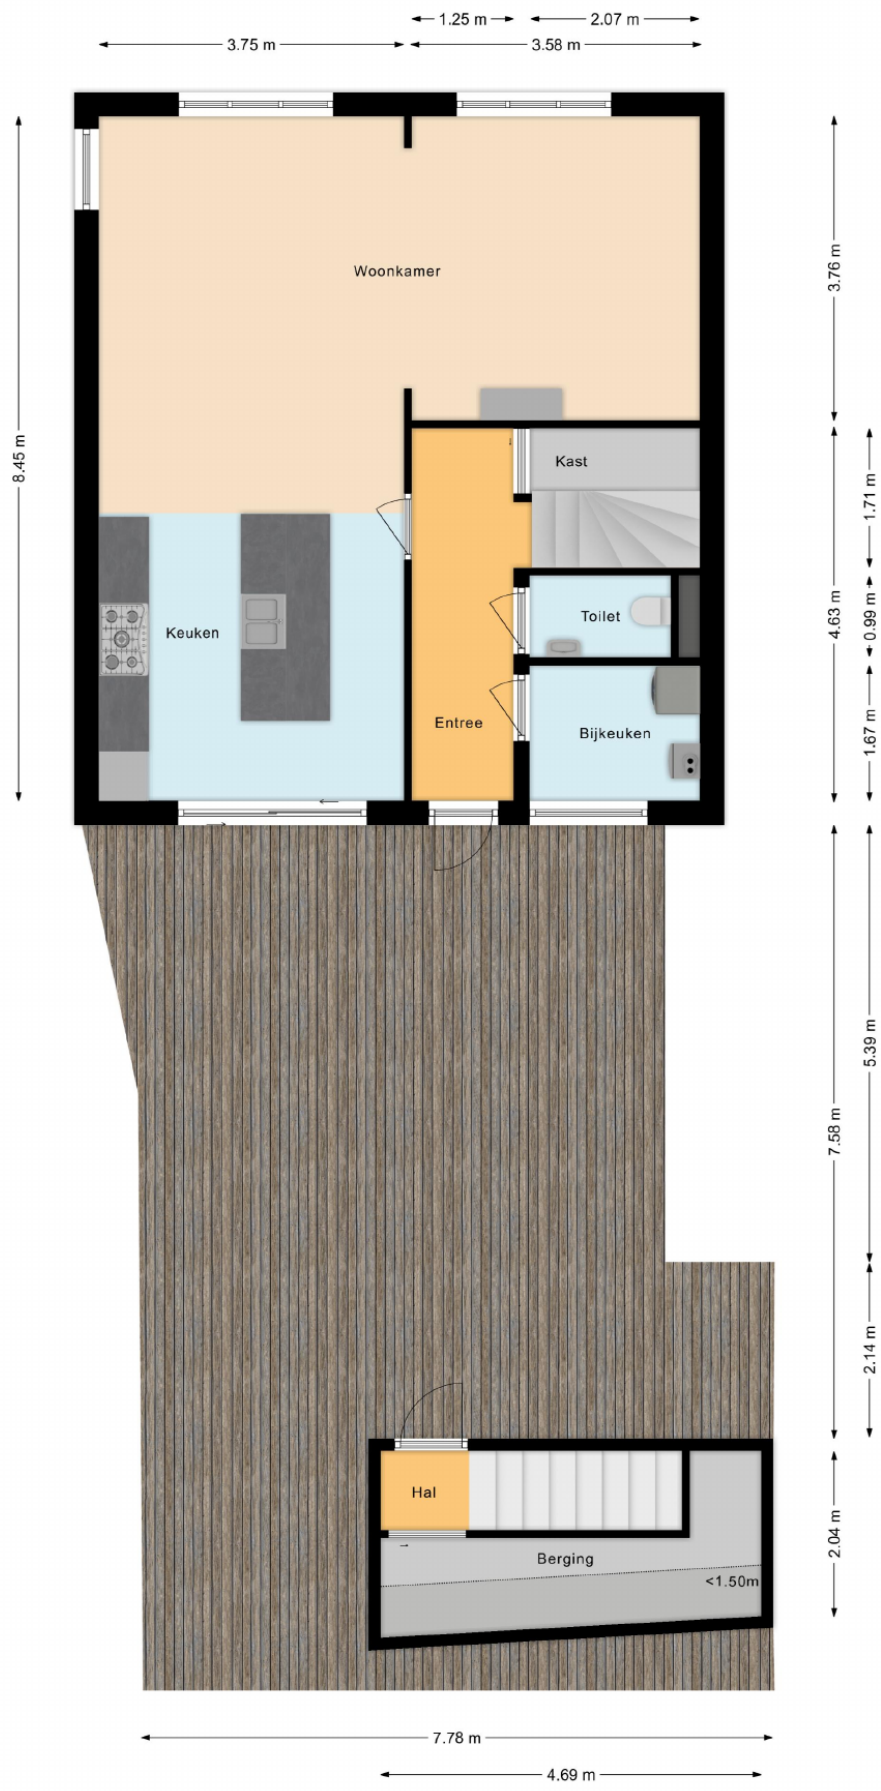 1.25 m
2.07 m
3.75 m
3.58 m
Woonkamer
3.76 m
8.45 m
Kast
1.71 m
Toilet
4.63 m
0.99 m
Keuken
Entree
Bijkeuken
1.67 m
5.39 m
7.58 m
2.14 m
Hal
Berging
<1.50m
2.04 m
7.78 m
4.69 m